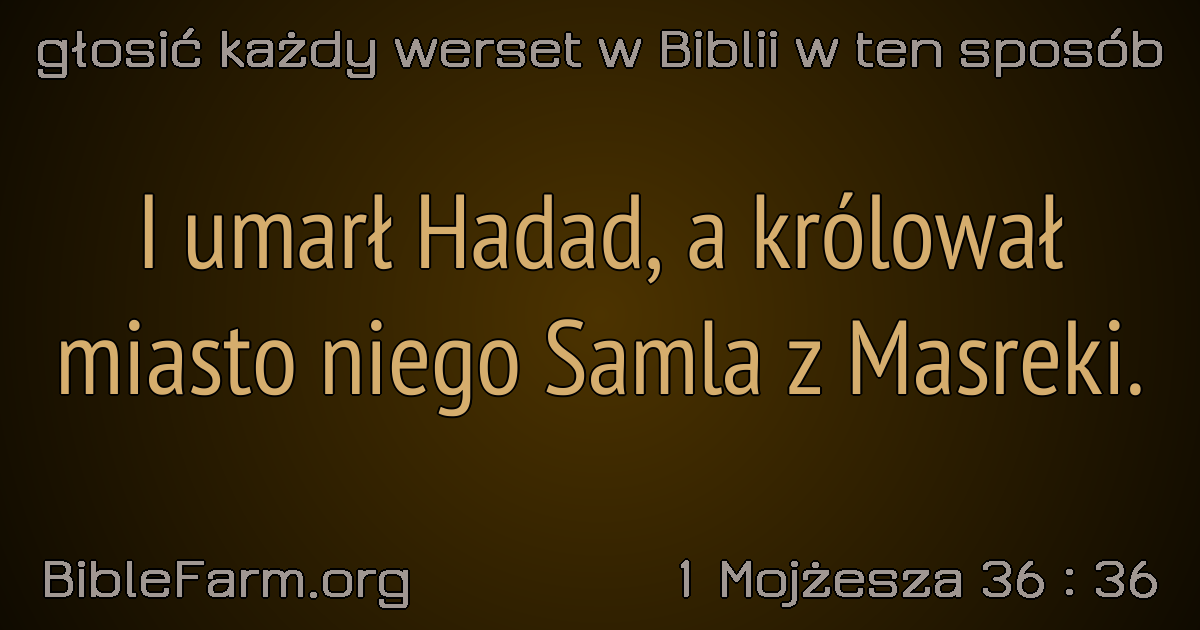 głosić każdy werset w Biblii w ten sposób
I umarł Hadad, a królował
miasto niego Samla z Masreki.
BibleFarm.org
1 Mojżesza 36 : 36